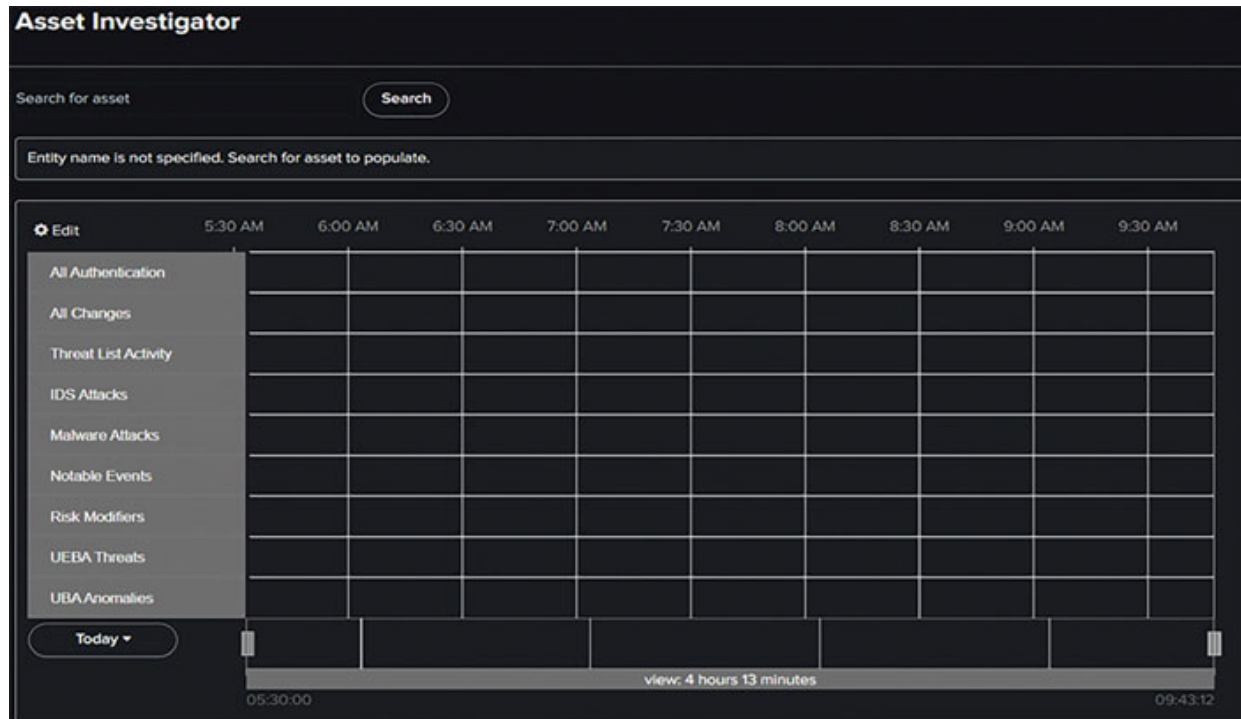 Asset Investigator
Search for asset Search
Entity name is not specified. Search for asset to populate.
Edit 5:30 AM 6:00 AM 6:30 AM 7:00 AM 7:30 AM 8:00 AM 8:30 AM 9:00 AM 9:30 AM
All Authentication
All Changes
Threat List Activity
IDS Attacks
Malware Attacks
Notable Events
Risk Modifiers
UEBA Threats
UBA Anomalies
Today
view: 4 hours 13 minutes
05:30:00 09:43:12